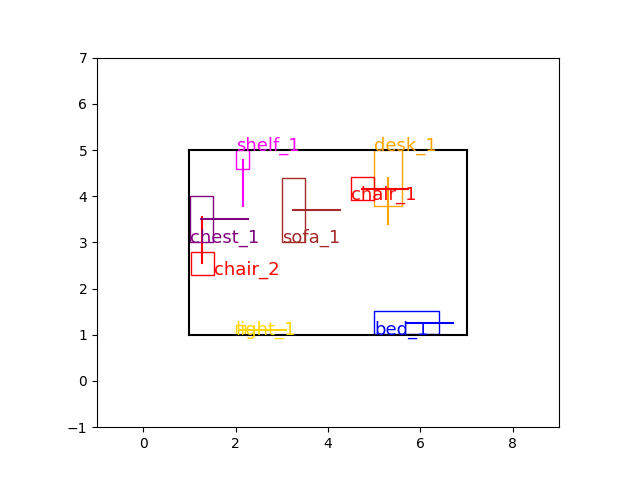 7
6
5
4
3
2
1
0
−1
shelf_1
desk_1
chair_1
chest_1
sofa_1
chair_2
light_1
bed_1
0
2
4
6
8